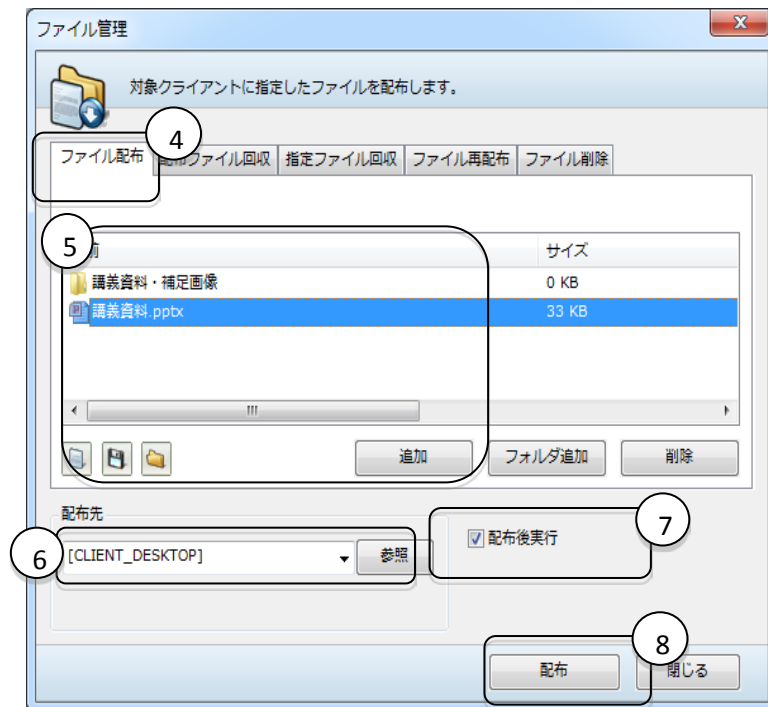 ファイル管理
対象クライアントに指定したファイルを配布します。
4
ファイル配布 配布ファイル回収 指定ファイル回収 ファイル再配布 ファイル削除
5
前 サイズ
講義資料・補足画像 0 KB
講義資料.pptx 33 KB
追加 フォルダ追加 削除
配布先
7
配布後実行
6
[CLIENT_DESKTOP] 参照
8
配布 閉じる